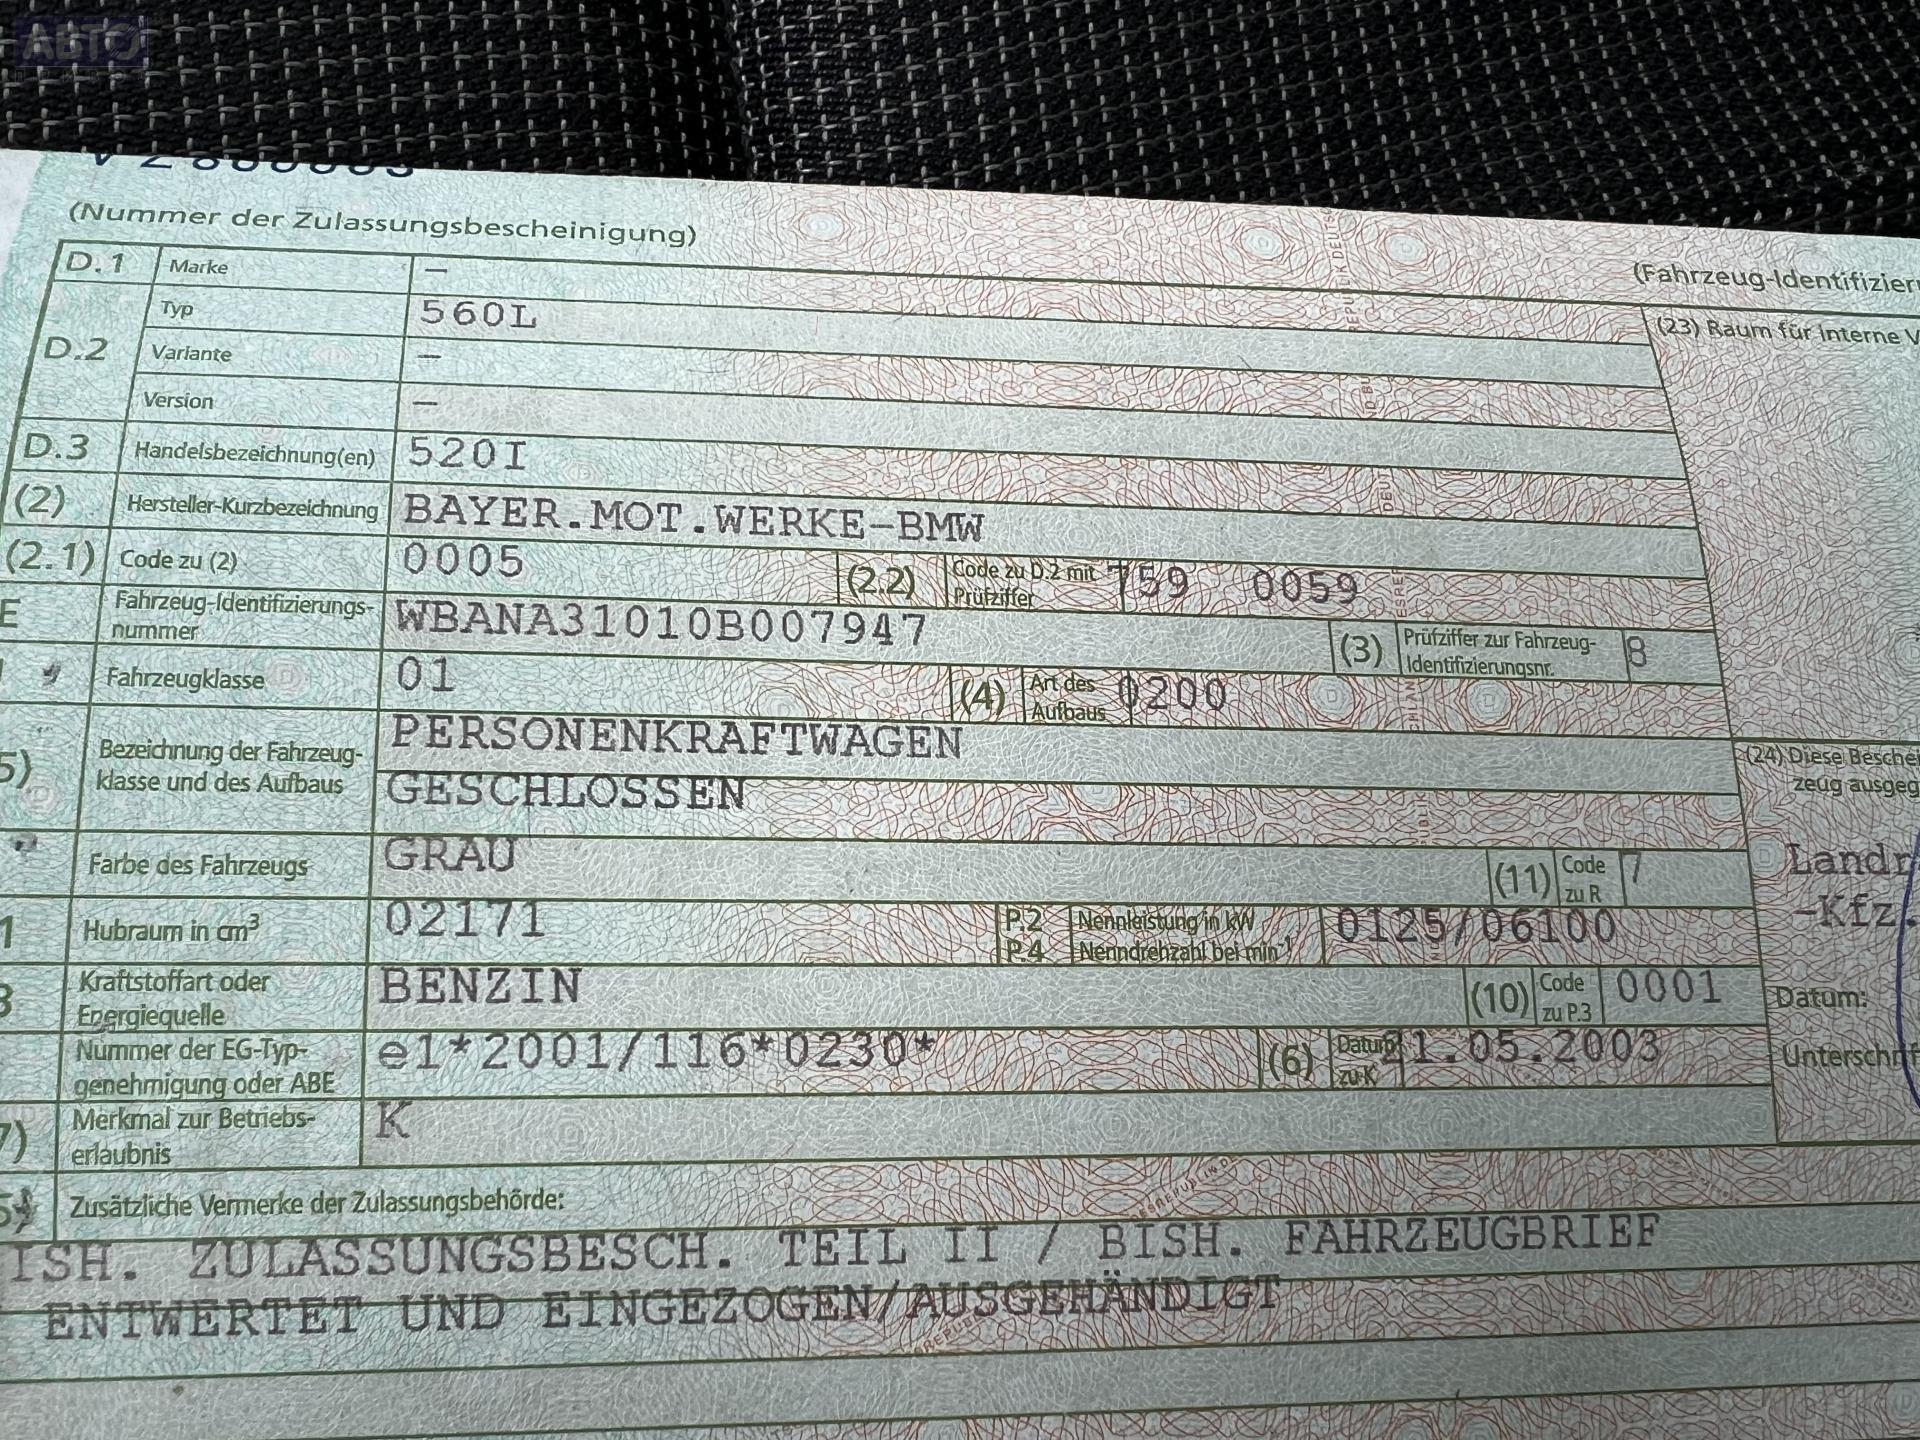 АВТО
(Nummer der Zulassungsbescheinigung)
(Fahrzeug-Identifizier
D.1 Marke –
D.2 Typ 560L
Variante –
Version –
(23) Raum für interne V
D.3 Handelsbezeichnung(en) 520I
(2) Hersteller-Kurzbezeichnung BAYER.MOT.WERKE-BMW
(2.1) Code zu (2) 0005 (2.2) Code zu D.2 mit Prüfziffer 759 0059
E Fahrzeug-Identifizierungs-
nummer WBANA31010B007947 (3) Prüfziffer zur Fahrzeug-
Identifizierungsnr. 8
Fahrzeugklasse 01 (4) Art des Aufbaus 0200
5) Bezeichnung der Fahrzeug- PERSONENKRAFTWAGEN
klasse und des Aufbaus GESCHLOSSEN
(24) Diese Beschei
zeug ausgeg
Farbe des Fahrzeugs GRAU (11) Code zu R 7
Landr
-Kfz.
1 Hubraum in cm³ 02171 P.2 Nennleistung in kW 0125/06100
P.4 Nenndrehzahl bei min⁻¹
3 Kraftstoffart oder
Energiequelle BENZIN (10) Code zu P.3 0001
Datum:
Nummer der EG-Typ-
genehmigung oder ABE e1*2001/116*0230* (6) Datum zu K 21.05.2003
Unterschrif
7) Merkmal zur Betriebs-
erlaubnis K
Zusätzliche Vermerke der Zulassungsbehörde:
ISH. ZULASSUNGSBESCH. TEIL II / BISH. FAHRZEUGBRIEF
ENTWERTET UND EINGEZOGEN/AUSGEHÄNDIGT